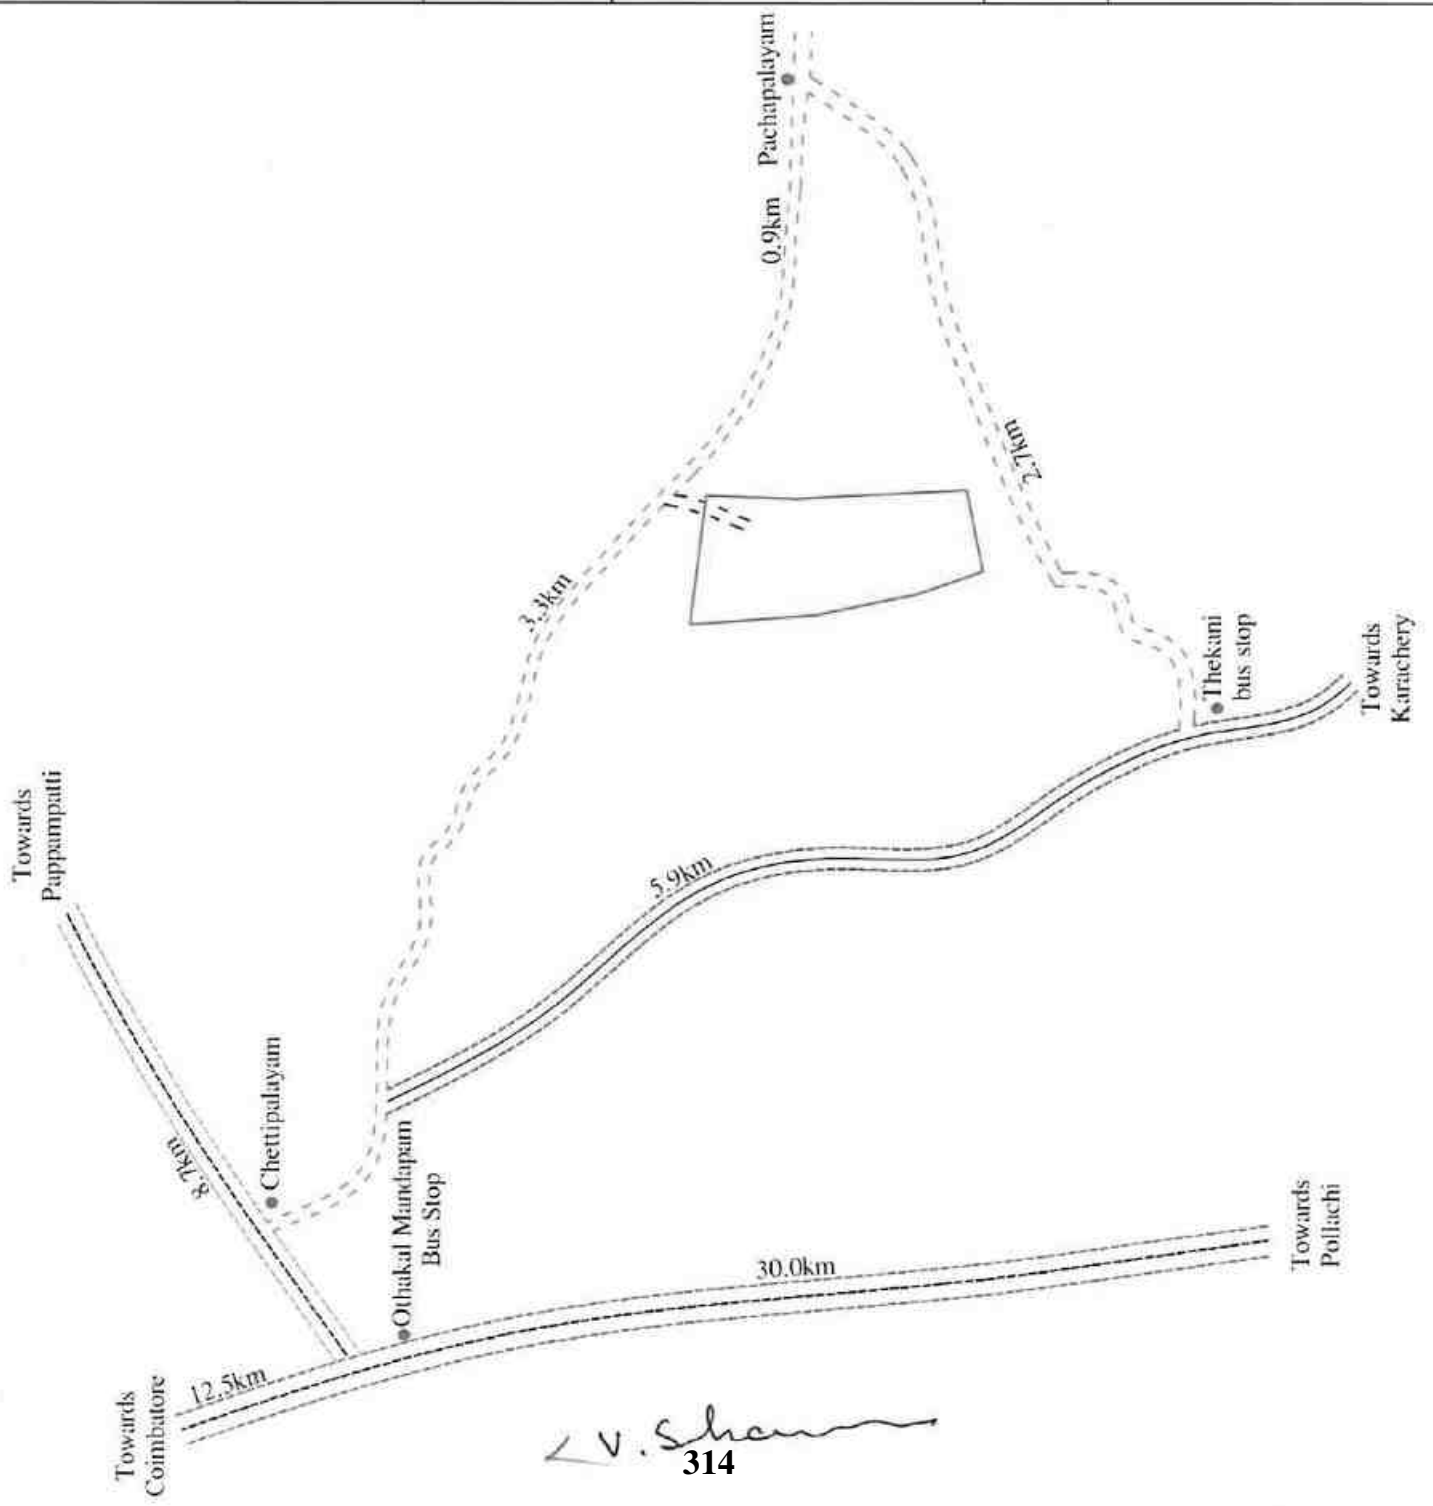 Towards
Pappampati
8.7km
Chettipalayam
Towards
Coimbatore
12.5km
Othakal Mandapam
Bus Stop
30.0km
Towards
Pollachi
5.9km
3.3km
0.9km
Pachapalayam
2.7km
Thekani
bus stop
Towards
Karachery
314